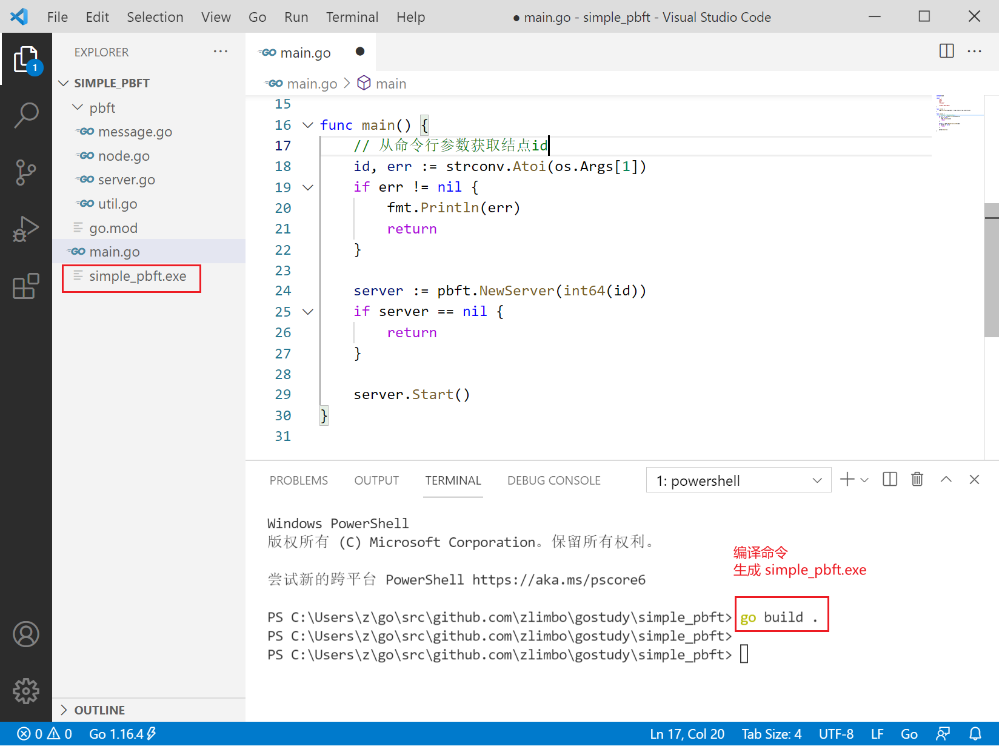 File Edit Selection View Go Run Terminal Help ● main.go - simple_pbft - Visual Studio Code
1
EXPLORER
SIMPLE_PBFT
pbft
GO message.go
GO node.go
GO server.go
GO util.go
go.mod
GO main.go
simple_pbft.exe
OUTLINE
GO main.go ●
GO main.go > main
15
16 func main() {
17 // 从命令行参数获取结点id
18 id, err := strconv.Atoi(os.Args[1])
19 if err != nil {
20 fmt.Println(err)
21 return
22 }
23
24 server := pbft.NewServer(int64(id))
25 if server == nil {
26 return
27 }
28
29 server.Start()
30 }
31
PROBLEMS OUTPUT TERMINAL DEBUG CONSOLE 1: powershell
Windows PowerShell
版权所有 (C) Microsoft Corporation。保留所有权利。
尝试新的跨平台 PowerShell https://aka.ms/pscore6
编译命令
生成 simple_pbft.exe
PS C:\Users\z\go\src\github.com\zlimbo\gostudy\simple_pbft> go build .
PS C:\Users\z\go\src\github.com\zlimbo\gostudy\simple_pbft>
PS C:\Users\z\go\src\github.com\zlimbo\gostudy\simple_pbft>
0 0 Go 1.16.4 Ln 17, Col 20 Tab Size: 4 UTF-8 LF Go